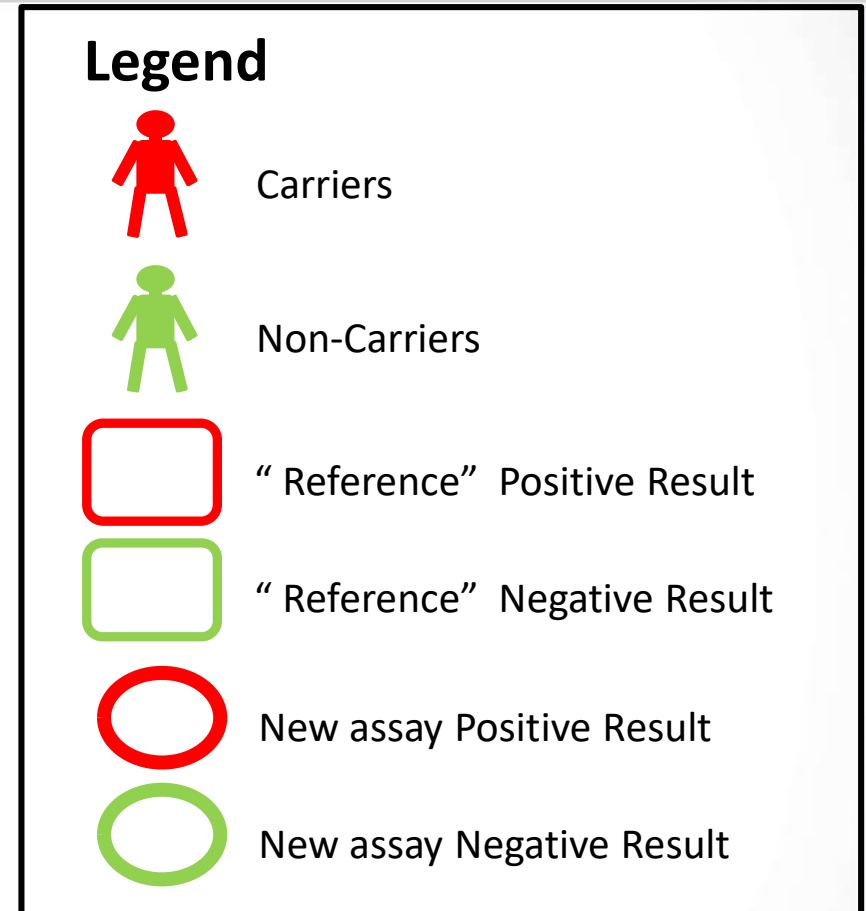 Legend
Carriers
Non-Carriers
“ Reference”  Positive Result
“ Reference”  Negative Result
New assay Positive Result
New assay Negative Result